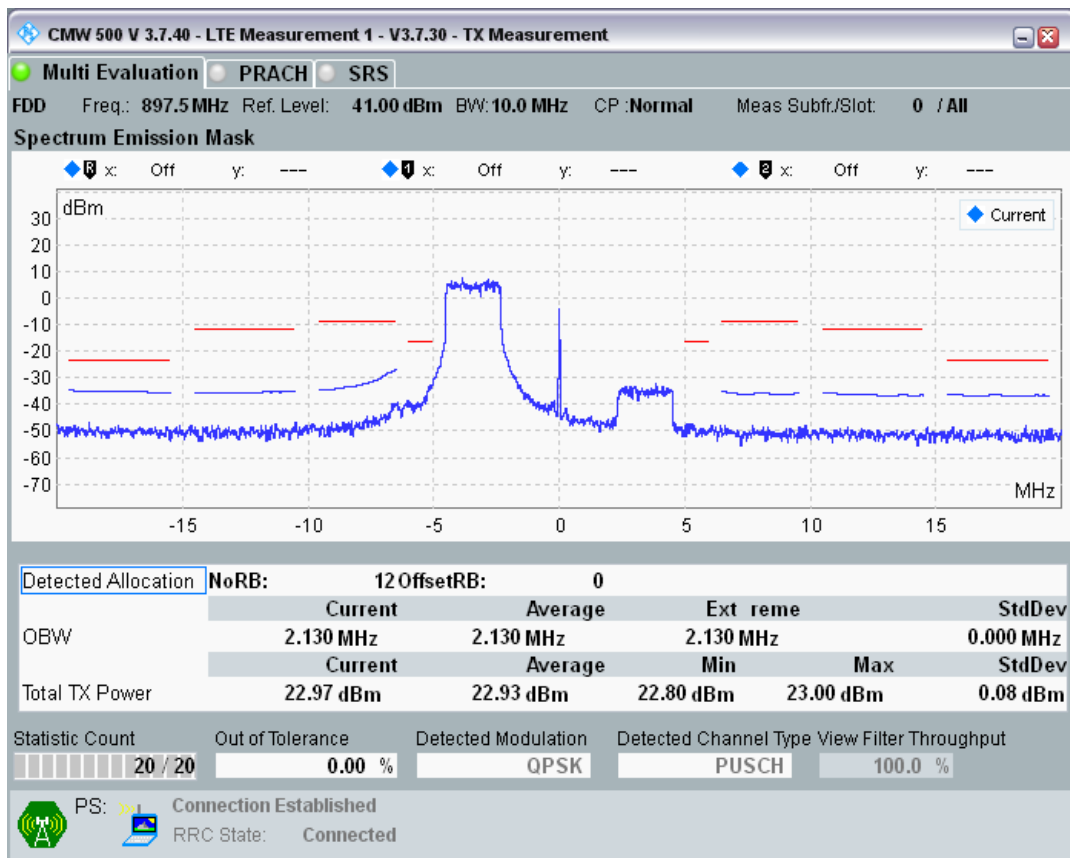 CMW 500 V 3.7.40 - LTE Measurement 1 - V3.7.30 - TX Measurement
Multi Evaluation PRACH SRS
FDD Freq.: 897.5 MHz Ref. Level: 41.00 dBm BW: 10.0 MHz CP :Normal Meas Subfr./Slot: 0 / All
Spectrum Emission Mask
R x: Off y: --- 1 x: Off y: --- 2 x: Off y: ---
dBm
Current
30
20
10
0
-10
-20
-30
-40
-50
-60
-70
MHz
-15 -10 -5 0 5 10 15
Detected Allocation NoRB: 12 OffsetRB: 0
Current Average Ext reme StdDev
OBW 2.130 MHz 2.130 MHz 2.130 MHz 0.000 MHz
Current Average Min Max StdDev
Total TX Power 22.97 dBm 22.93 dBm 22.80 dBm 23.00 dBm 0.08 dBm
Statistic Count Out of Tolerance Detected Modulation Detected Channel Type View Filter Throughput
20 / 20 0.00 % QPSK PUSCH 100.0 %
PS: Connection Established
RRC State: Connected